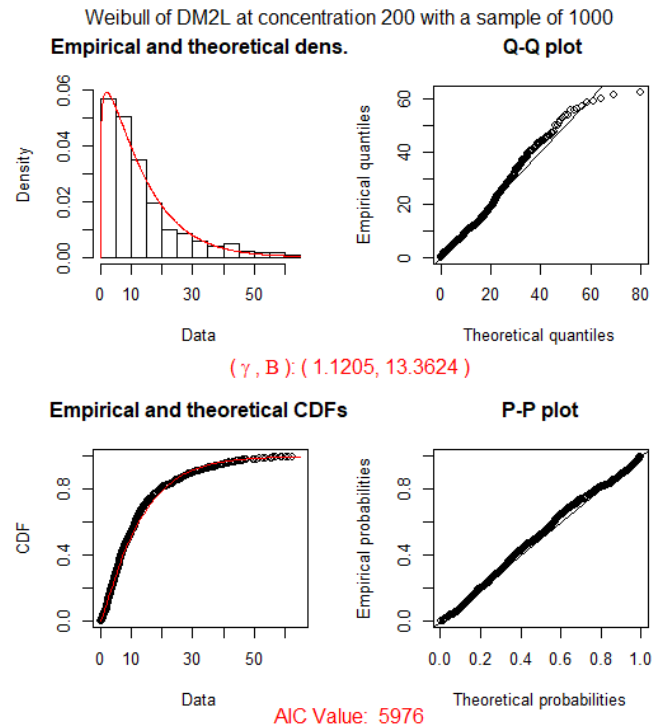 Weibull of DM2L at concentration 200 with a sample of 1000
Empirical and theoretical dens.
Density
0.00 0.02 0.04 0.06
0 10 30 50
Data
Q-Q plot
Empirical quantiles
0 20 40 60
0 20 40 60 80
Theoretical quantiles
( γ , B ): ( 1.1205, 13.3624 )
Empirical and theoretical CDFs
CDF
0.0 0.4 0.8
0 10 30 50
Data
P-P plot
Empirical probabilities
0.0 0.4 0.8
0.0 0.2 0.4 0.6 0.8 1.0
Theoretical probabilities
AIC Value: 5976